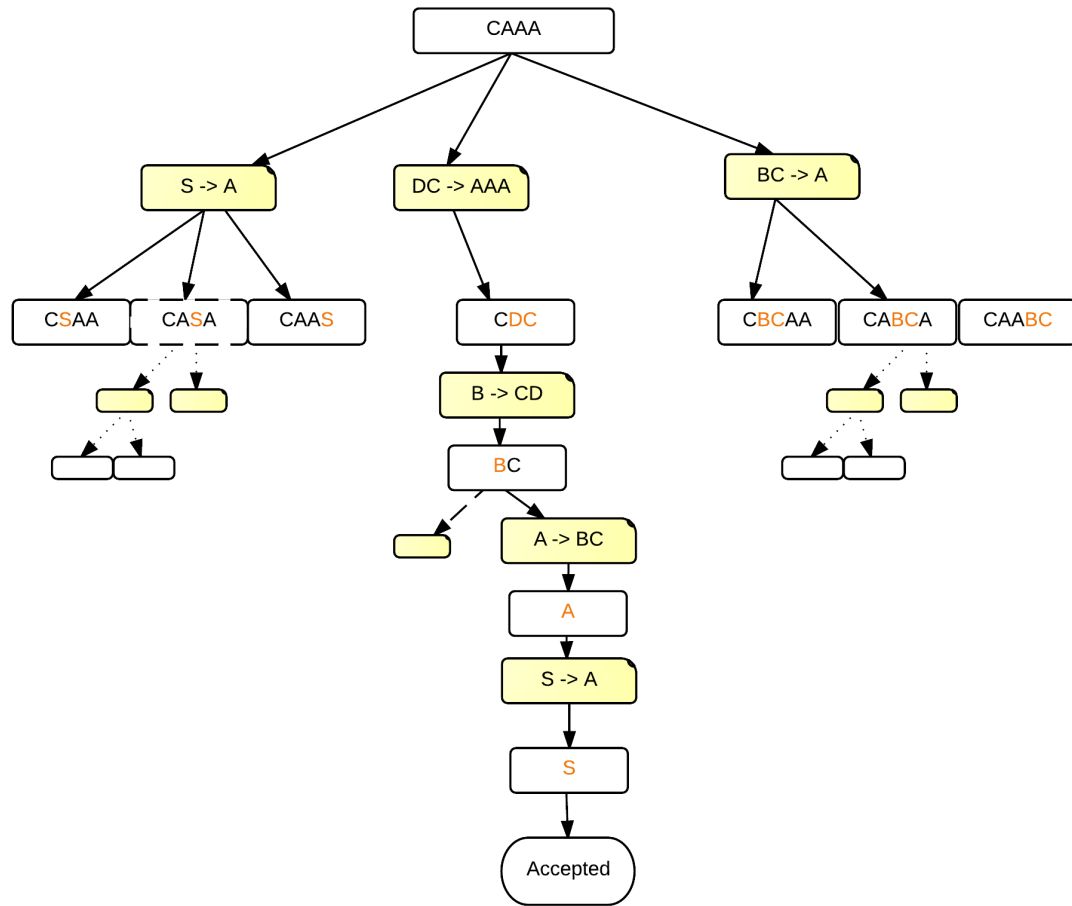 CAAA
S -> A
DC -> AAA
BC -> A
CSAA
CASA
CAAS
CDC
CBCAA
CABCA
CAABC
B -> CD
BC
A -> BC
A
S -> A
S
Accepted